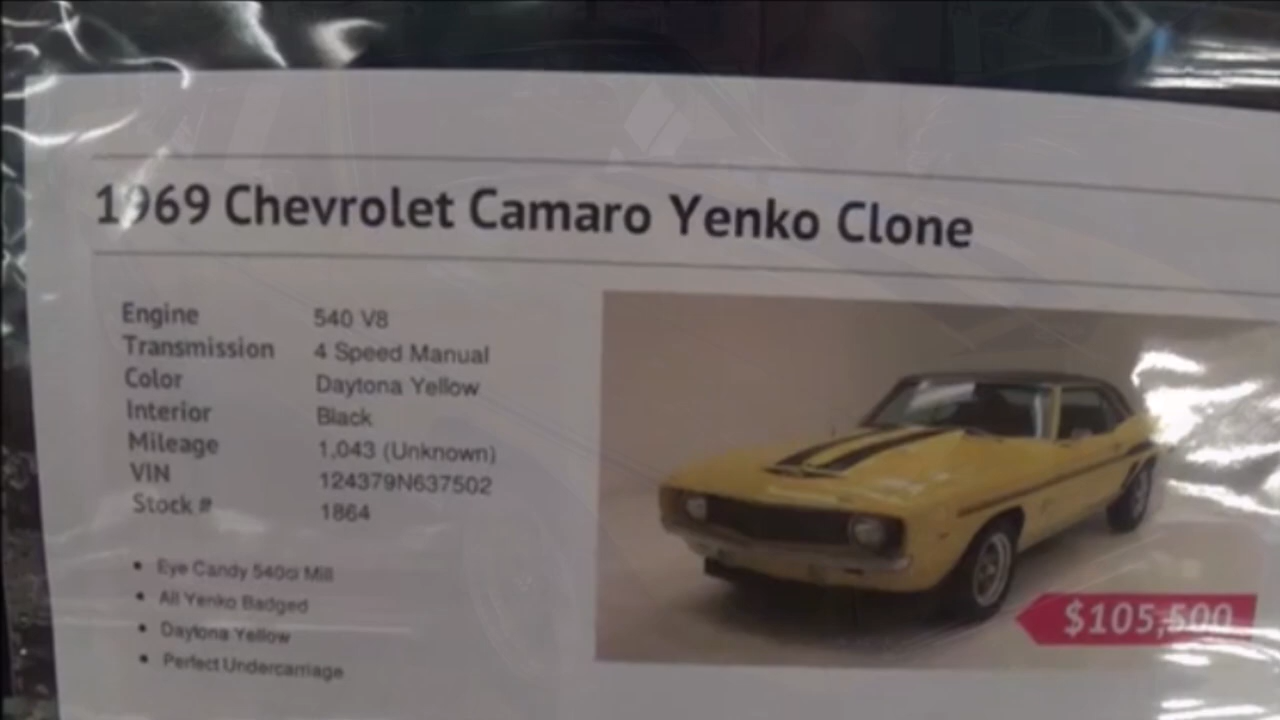 1969 Chevrolet Camaro Yenko Clone
Engine 540 V8
Transmission 4 Speed Manual
Color Daytona Yellow
Interior Black
Mileage 1,043 (Unknown)
VIN 124379N637502
Stock # 1864
• Eye Candy 540ci Mill
• All Yenko Badged
• Daytona Yellow
• Perfect Undercarriage
$105,500